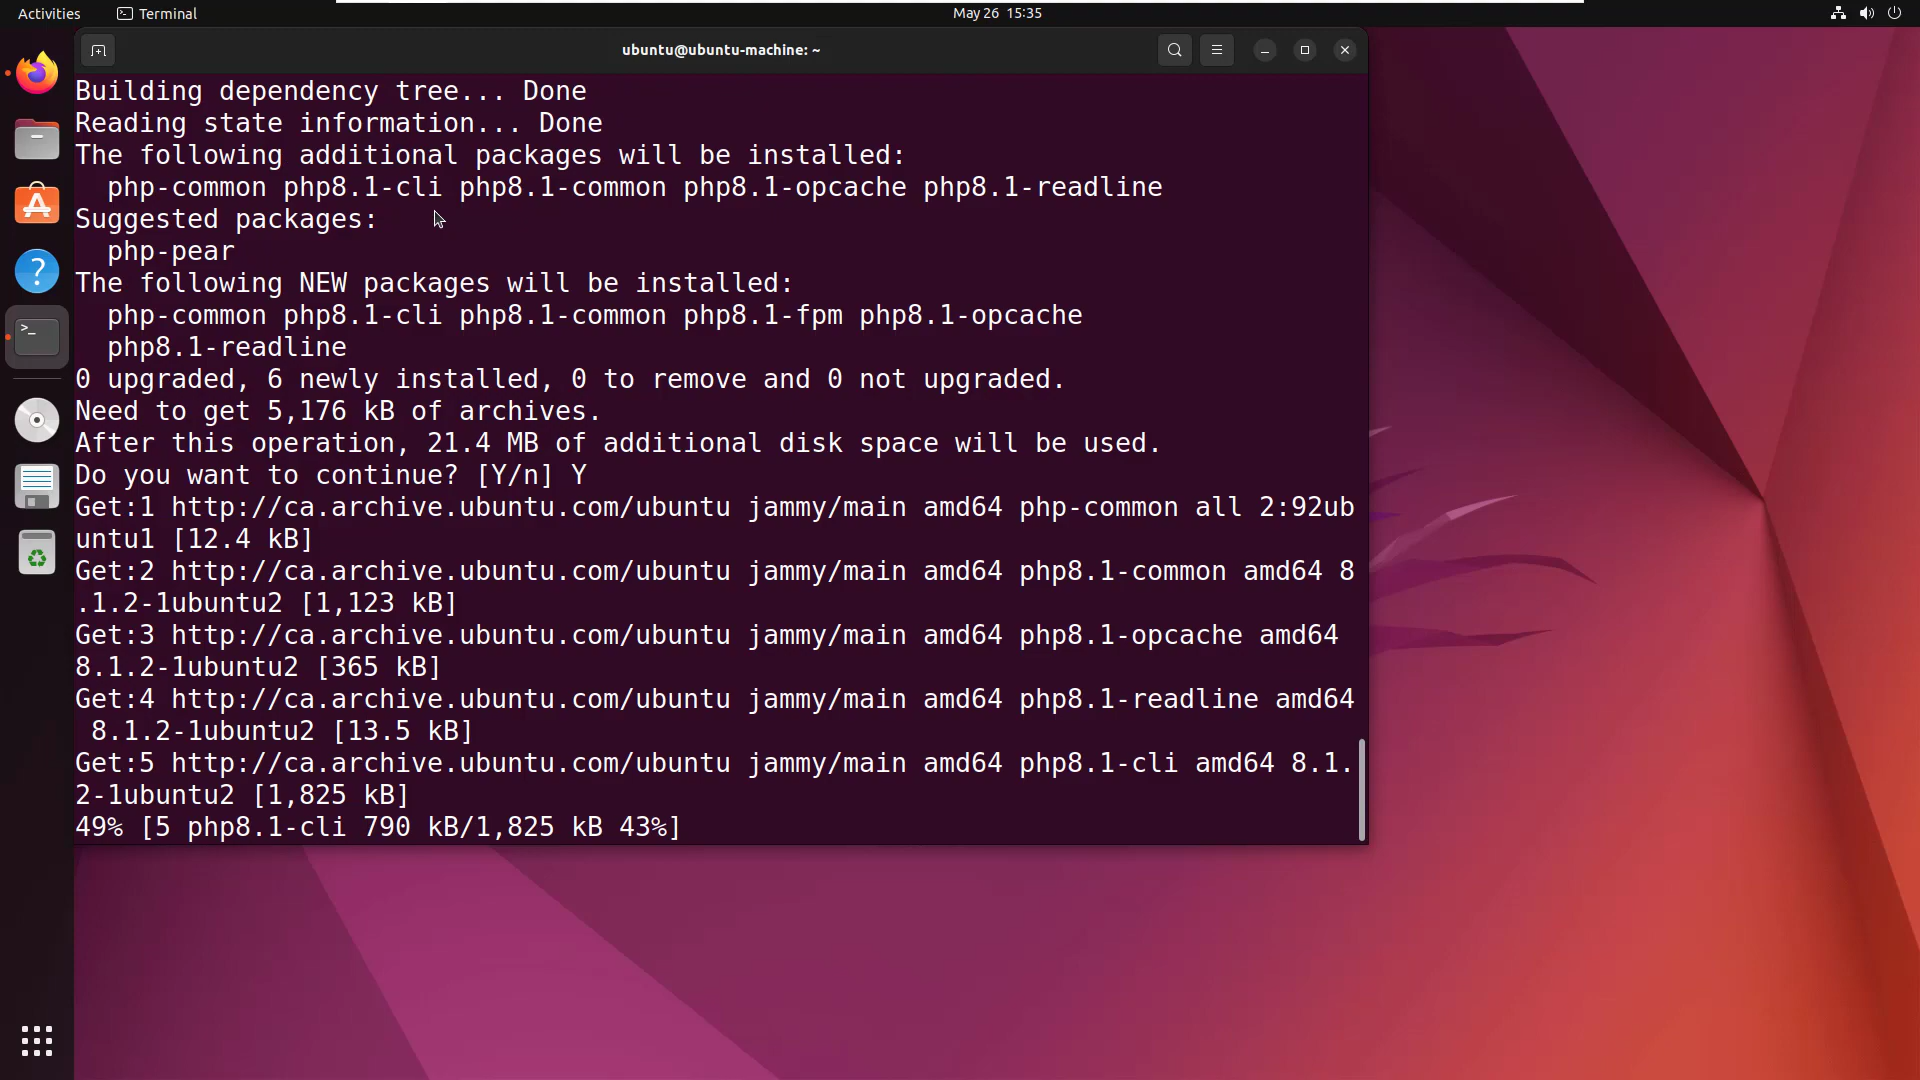 Activities Terminal May 26 15:35
ubuntu@ubuntu-machine: ~
Building dependency tree... Done
Reading state information... Done
The following additional packages will be installed:
  php-common php8.1-cli php8.1-common php8.1-opcache php8.1-readline
Suggested packages:
  php-pear
The following NEW packages will be installed:
  php-common php8.1-cli php8.1-common php8.1-fpm php8.1-opcache
  php8.1-readline
0 upgraded, 6 newly installed, 0 to remove and 0 not upgraded.
Need to get 5,176 kB of archives.
After this operation, 21.4 MB of additional disk space will be used.
Do you want to continue? [Y/n] Y
Get:1 http://ca.archive.ubuntu.com/ubuntu jammy/main amd64 php-common all 2:92ub
untu1 [12.4 kB]
Get:2 http://ca.archive.ubuntu.com/ubuntu jammy/main amd64 php8.1-common amd64 8
.1.2-1ubuntu2 [1,123 kB]
Get:3 http://ca.archive.ubuntu.com/ubuntu jammy/main amd64 php8.1-opcache amd64
8.1.2-1ubuntu2 [365 kB]
Get:4 http://ca.archive.ubuntu.com/ubuntu jammy/main amd64 php8.1-readline amd64
 8.1.2-1ubuntu2 [13.5 kB]
Get:5 http://ca.archive.ubuntu.com/ubuntu jammy/main amd64 php8.1-cli amd64 8.1.
2-1ubuntu2 [1,825 kB]
49% [5 php8.1-cli 790 kB/1,825 kB 43%]